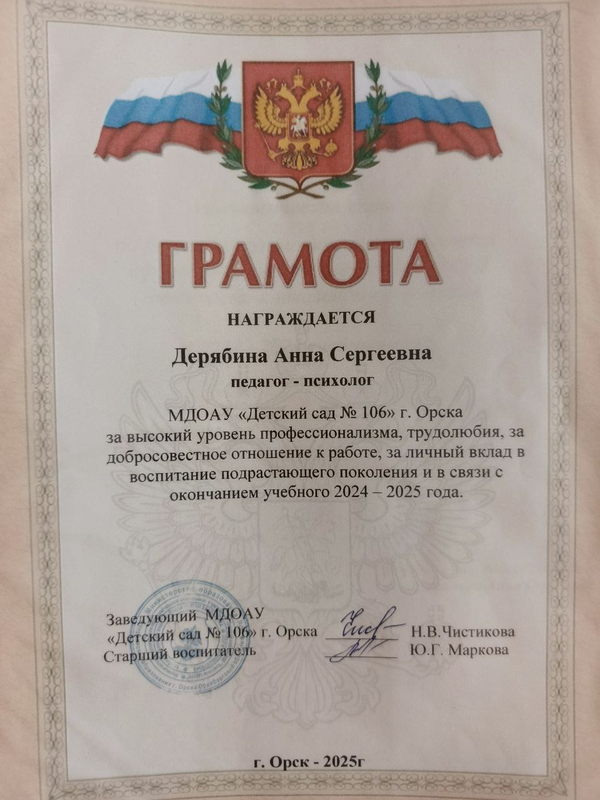 ГРАМОТА
НАГРАЖДАЕТСЯ
Дерябина Анна Сергеевна
педагог - психолог
МДОАУ «Детский сад № 106» г. Орска
за высокий уровень профессионализма, трудолюбия, за
добросовестное отношение к работе, за личный вклад в
воспитание подрастающего поколения и в связи с
окончанием учебного 2024 – 2025 года.
Заведующий МДОАУ
«Детский сад № 106» г. Орска Н.В.Чистикова
Старший воспитатель Ю.Г. Маркова
г. Орск - 2025г